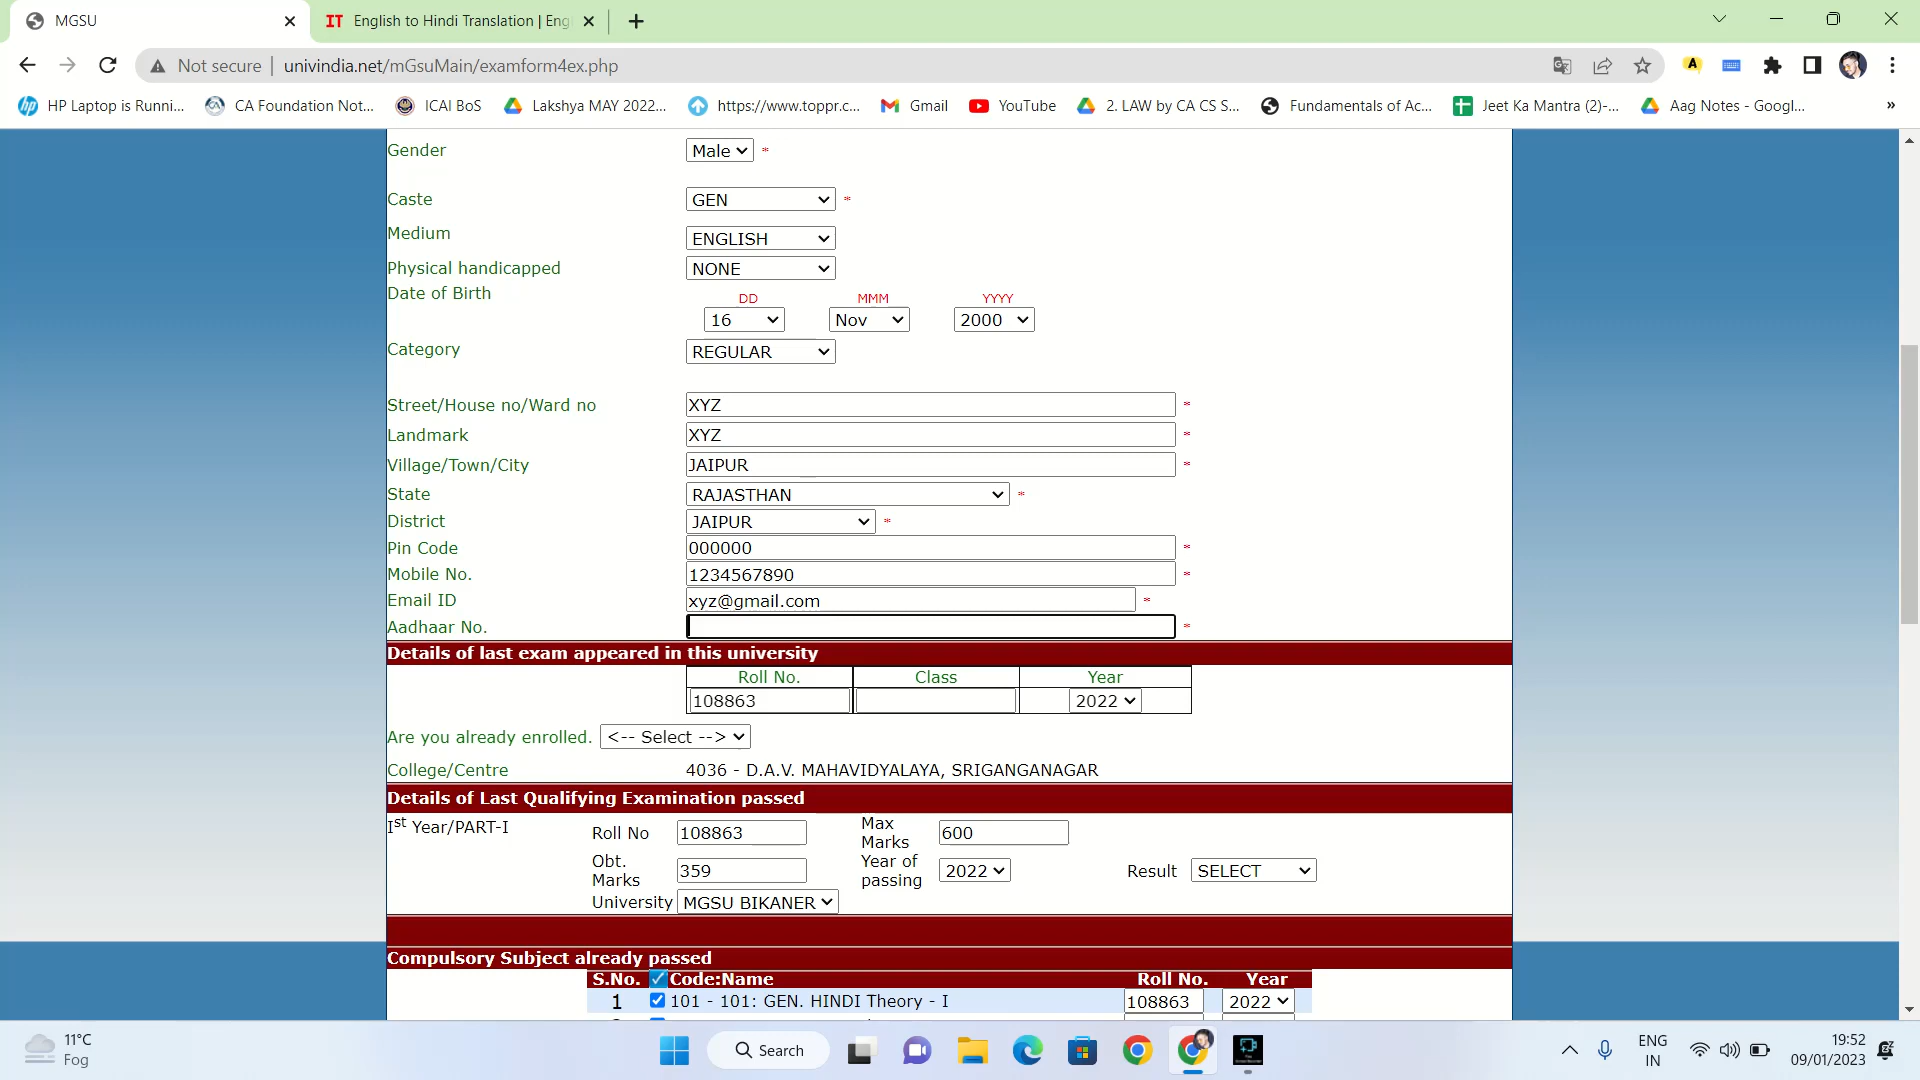 MGSU
IT English to Hindi Translation | Eng
Not secure
univindia.net/mGsuMain/examform4ex.php
HP Laptop is Runni...
CA Foundation Not...
ICAI BoS
Lakshya MAY 2022...
https://www.toppr.c...
Gmail
YouTube
2. LAW by CA CS S...
Fundamentals of Ac...
Jeet Ka Mantra (2)-...
Aag Notes - Googl...
»
Gender Male *
Caste GEN *
Medium ENGLISH
Physical handicapped NONE
Date of Birth
DD MMM YYYY
16 Nov 2000
Category REGULAR
Street/House no/Ward no XYZ *
Landmark XYZ *
Village/Town/City JAIPUR *
State RAJASTHAN *
District JAIPUR *
Pin Code 000000 *
Mobile No. 1234567890 *
Email ID xyz@gmail.com *
Aadhaar No. *
Details of last exam appeared in this university
Roll No. Class Year
108863 2022
Are you already enrolled. <-- Select -->
College/Centre 4036 - D.A.V. MAHAVIDYALAYA, SRIGANGANAGAR
Details of Last Qualifying Examination passed
Ist Year/PART-I
Roll No 108863
Max Marks 600
Obt. Marks 359
Year of passing 2022
Result SELECT
University MGSU BIKANER
Compulsory Subject already passed
S.No. Code:Name Roll No. Year
1 101 - 101: GEN. HINDI Theory - I 108863 2022
11°C
Fog
Search
ENG
IN
19:52
09/01/2023